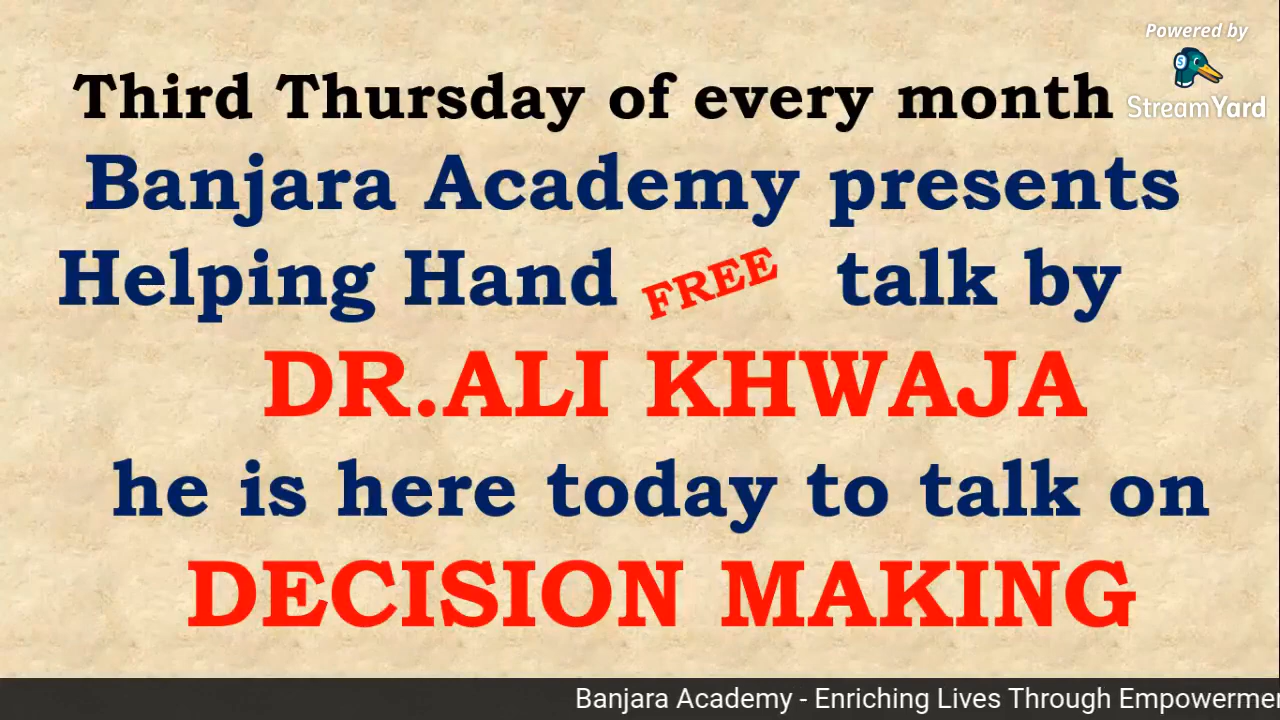 Powered by
StreamYard
Third Thursday of every month
Banjara Academy presents
Helping Hand FREE talk by
DR.ALI KHWAJA
he is here today to talk on
DECISION MAKING
Banjara Academy - Enriching Lives Through Empowerme